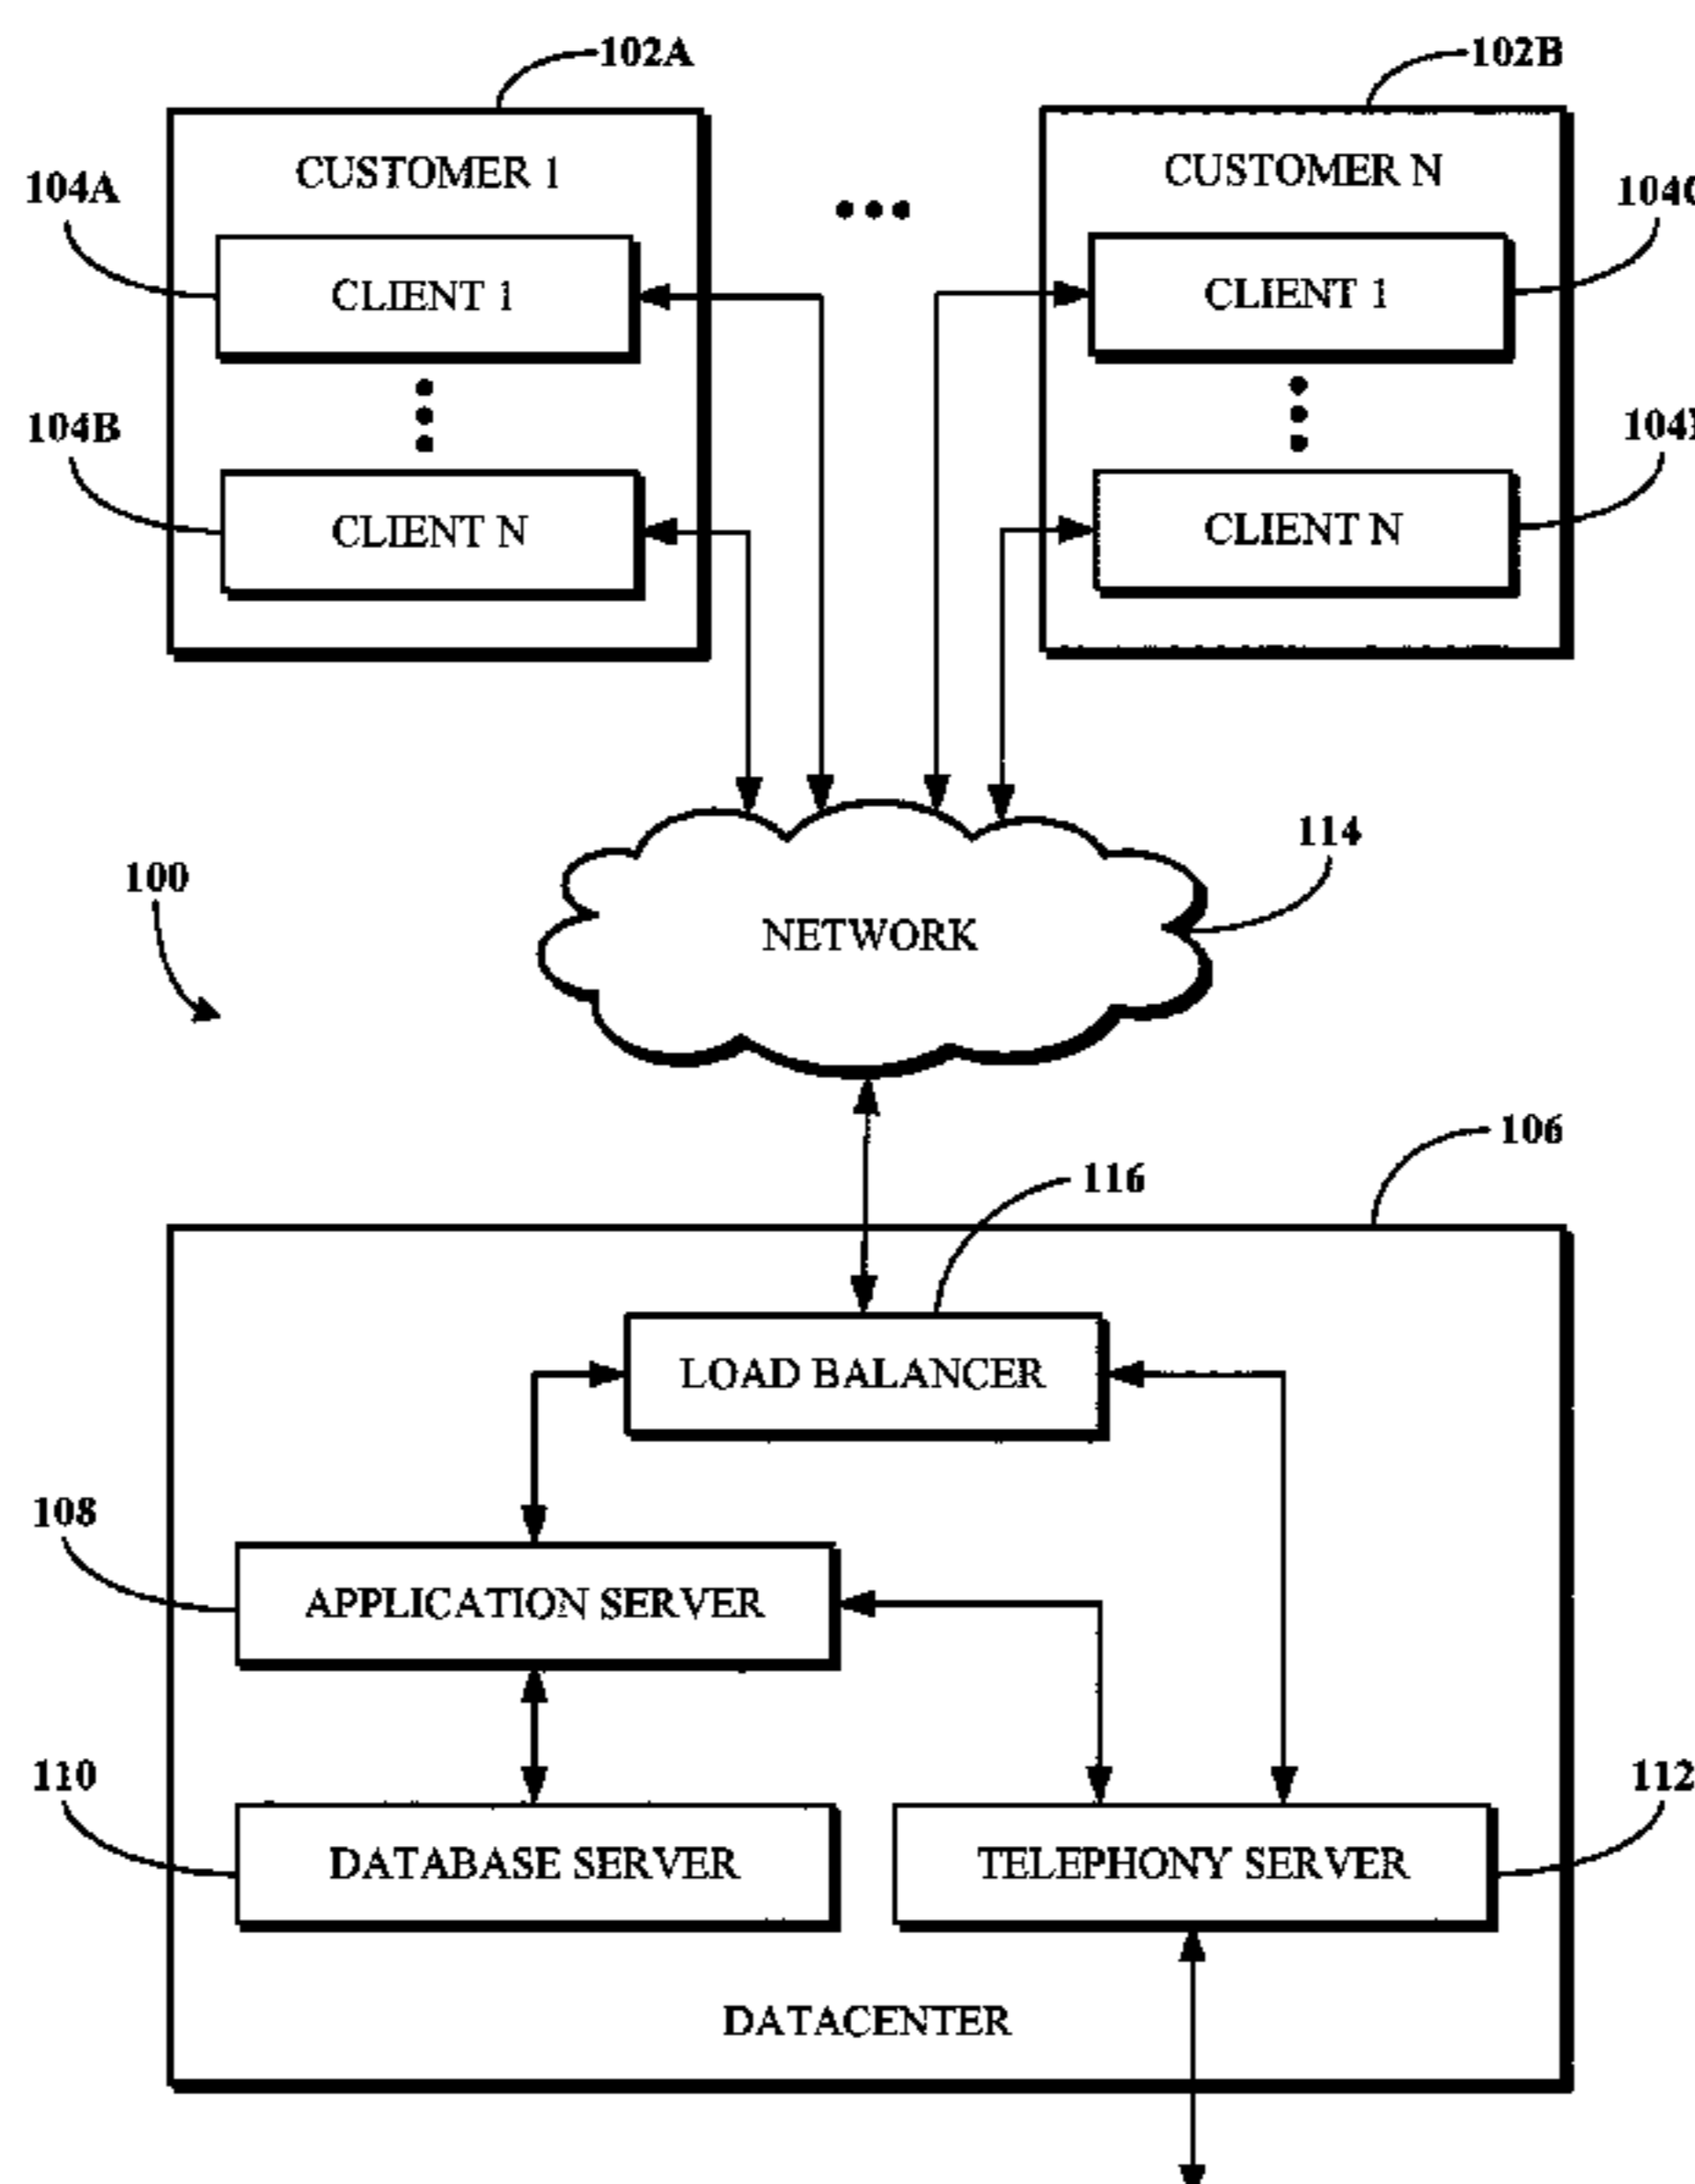 102A
102B
CUSTOMER 1
CUSTOMER N
104A
CLIENT 1
CLIENT 1
104B
CLIENT N
CLIENT N
114
100
NETWORK
106
116
LOAD BALANCER
108
APPLICATION SERVER
110
112
DATABASE SERVER
TELEPHONY SERVER
DATACENTER